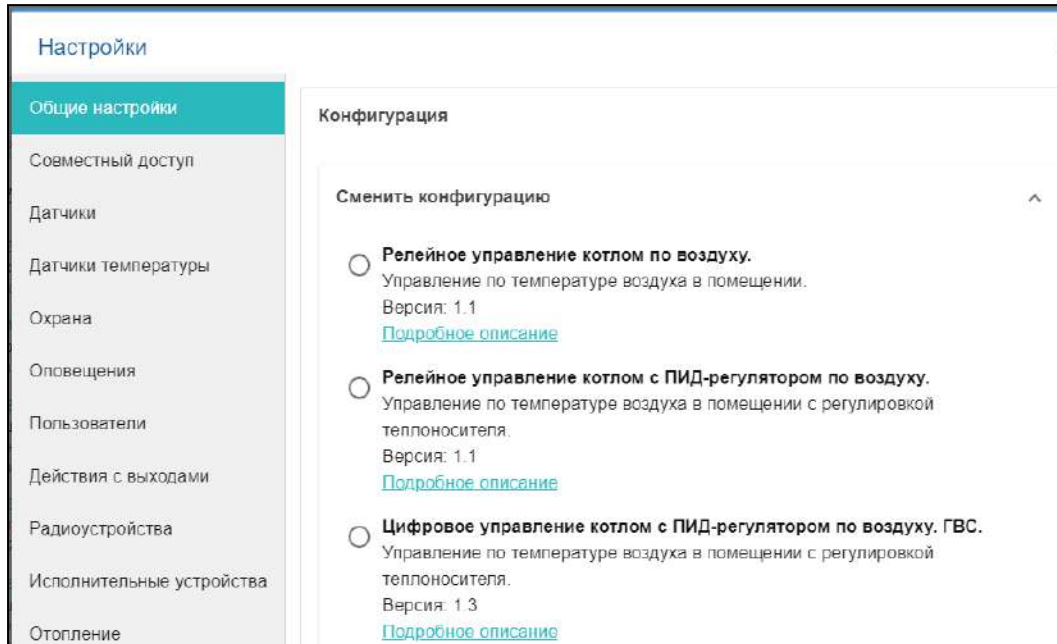 Настройки
Общие настройки
Совместный доступ
Датчики
Датчики температуры
Охрана
Оповещения
Пользователи
Действия с выходами
Радиоустройства
Исполнительные устройства
Отопление
Конфигурация
Сменить конфигурацию
Релейное управление котлом по воздуху.
Управление по температуре воздуха в помещении.
Версия: 1.1
Подробное описание
Релейное управление котлом с ПИД-регулятором по воздуху.
Управление по температуре воздуха в помещении с регулировкой
теплоносителя.
Версия: 1.1
Подробное описание
Цифровое управление котлом с ПИД-регулятором по воздуху. ГВС.
Управление по температуре воздуха в помещении с регулировкой
теплоносителя.
Версия: 1.3
Подробное описание